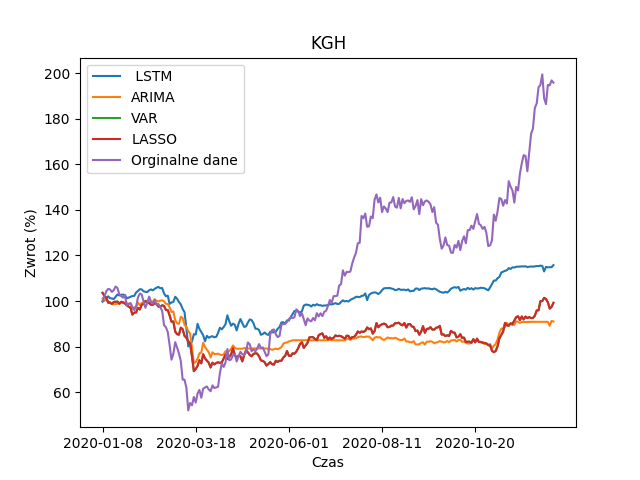 KGH
LSTM
ARIMA
VAR
LASSO
Orginalne dane
Zwrot (%)
200
180
160
140
120
100
80
60
2020-01-08 2020-03-18 2020-06-01 2020-08-11 2020-10-20
Czas